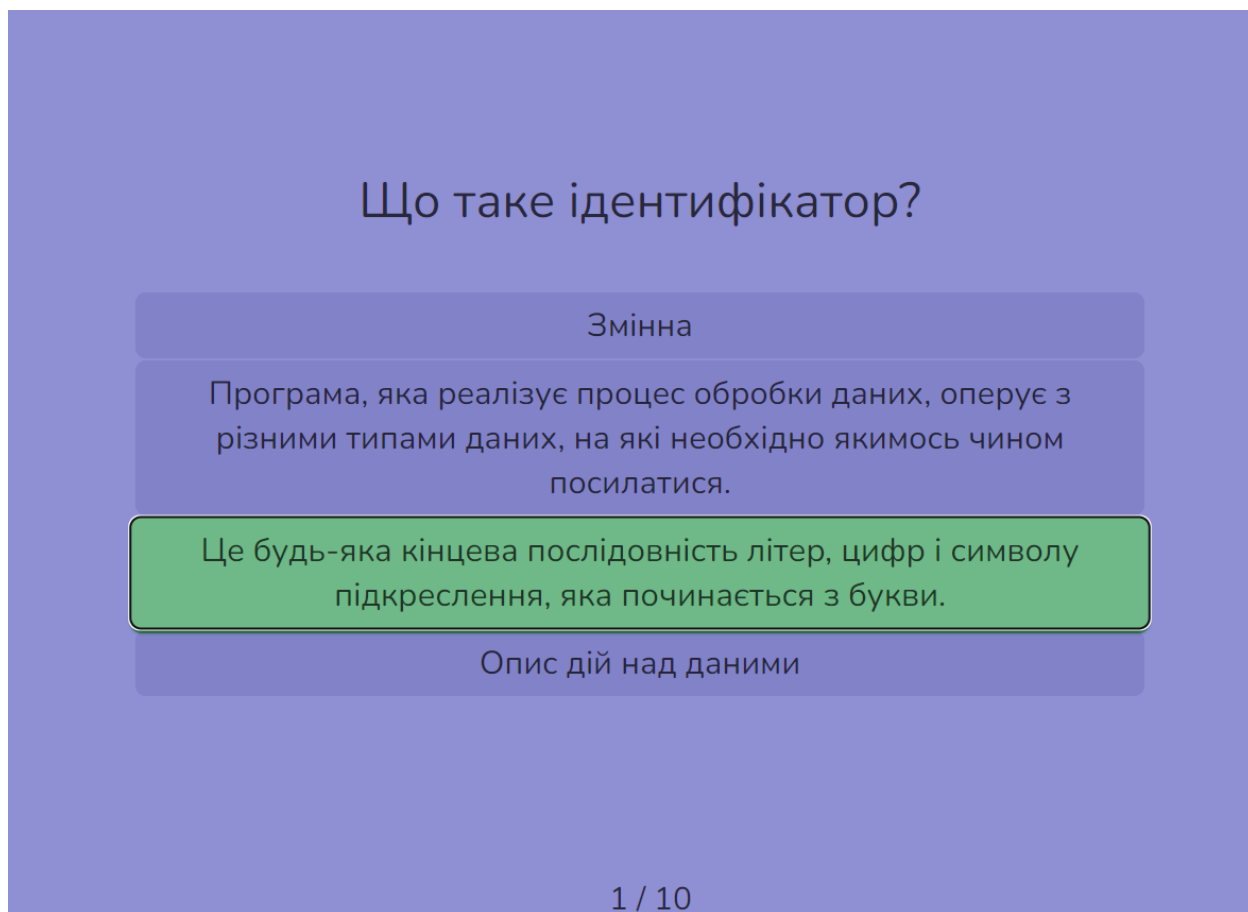 Що таке ідентифікатор?
Змінна
Програма, яка реалізує процес обробки даних, оперує з
різними типами даних, на які необхідно якимось чином
посилатися.
Це будь-яка кінцева послідовність літер, цифр і символу
підкреслення, яка починається з букви.
Опис дій над даними
1 / 10